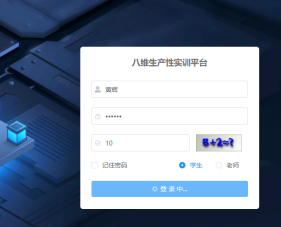 八维生产性实训平台
黄辉
••••••
10
8+2=?
记住密码 学生 老师
登 录 中...